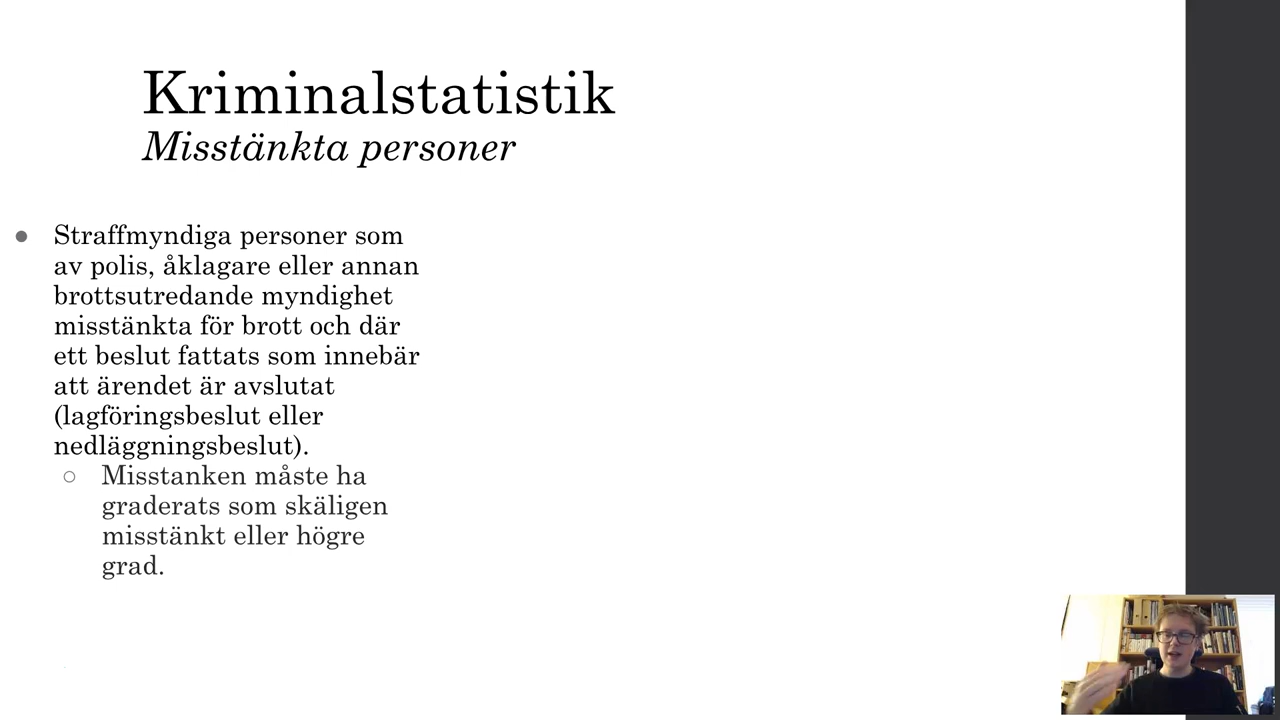 Kriminalstatistik
Misstänkta personer
● Straffmyndiga personer som
av polis, åklagare eller annan
brottsutredande myndighet
misstänkta för brott och där
ett beslut fattats som innebär
att ärendet är avslutat
(lagföringsbeslut eller
nedläggningsbeslut).
○ Misstanken måste ha
graderats som skäligen
misstänkt eller högre
grad.